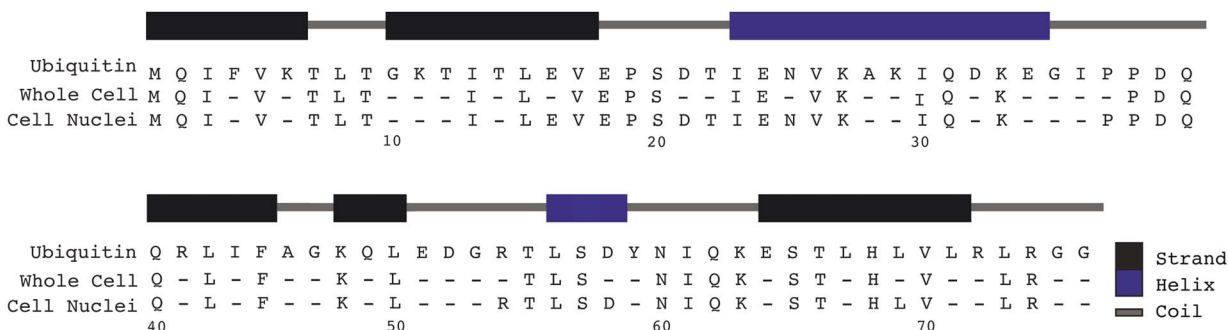 Ubiquitin M Q I F V K T L T G K T I T L E V E P S D T I E N V K A K I Q D K E G I P P D Q
Whole Cell M Q I – V – T L T – – – I – L – V E P S – – I E – V K – – I Q – K – – – – P D Q
Cell Nuclei M Q I – V – T L T – – – I – L E V E P S D T I E N V K – – I Q – K – – – P P D Q
10 20 30
Ubiquitin Q R L I F A G K Q L E D G R T L S D Y N I Q K E S T L H L V L R L R G G
Whole Cell Q – L – F – – K – L – – – – T L S – – N I Q K – S T – H – V – – L R – –
Cell Nuclei Q – L – F – – K – L – – – R T L S D – N I Q K – S T – H L V – – L R – –
40 50 60 70
Strand
Helix
Coil